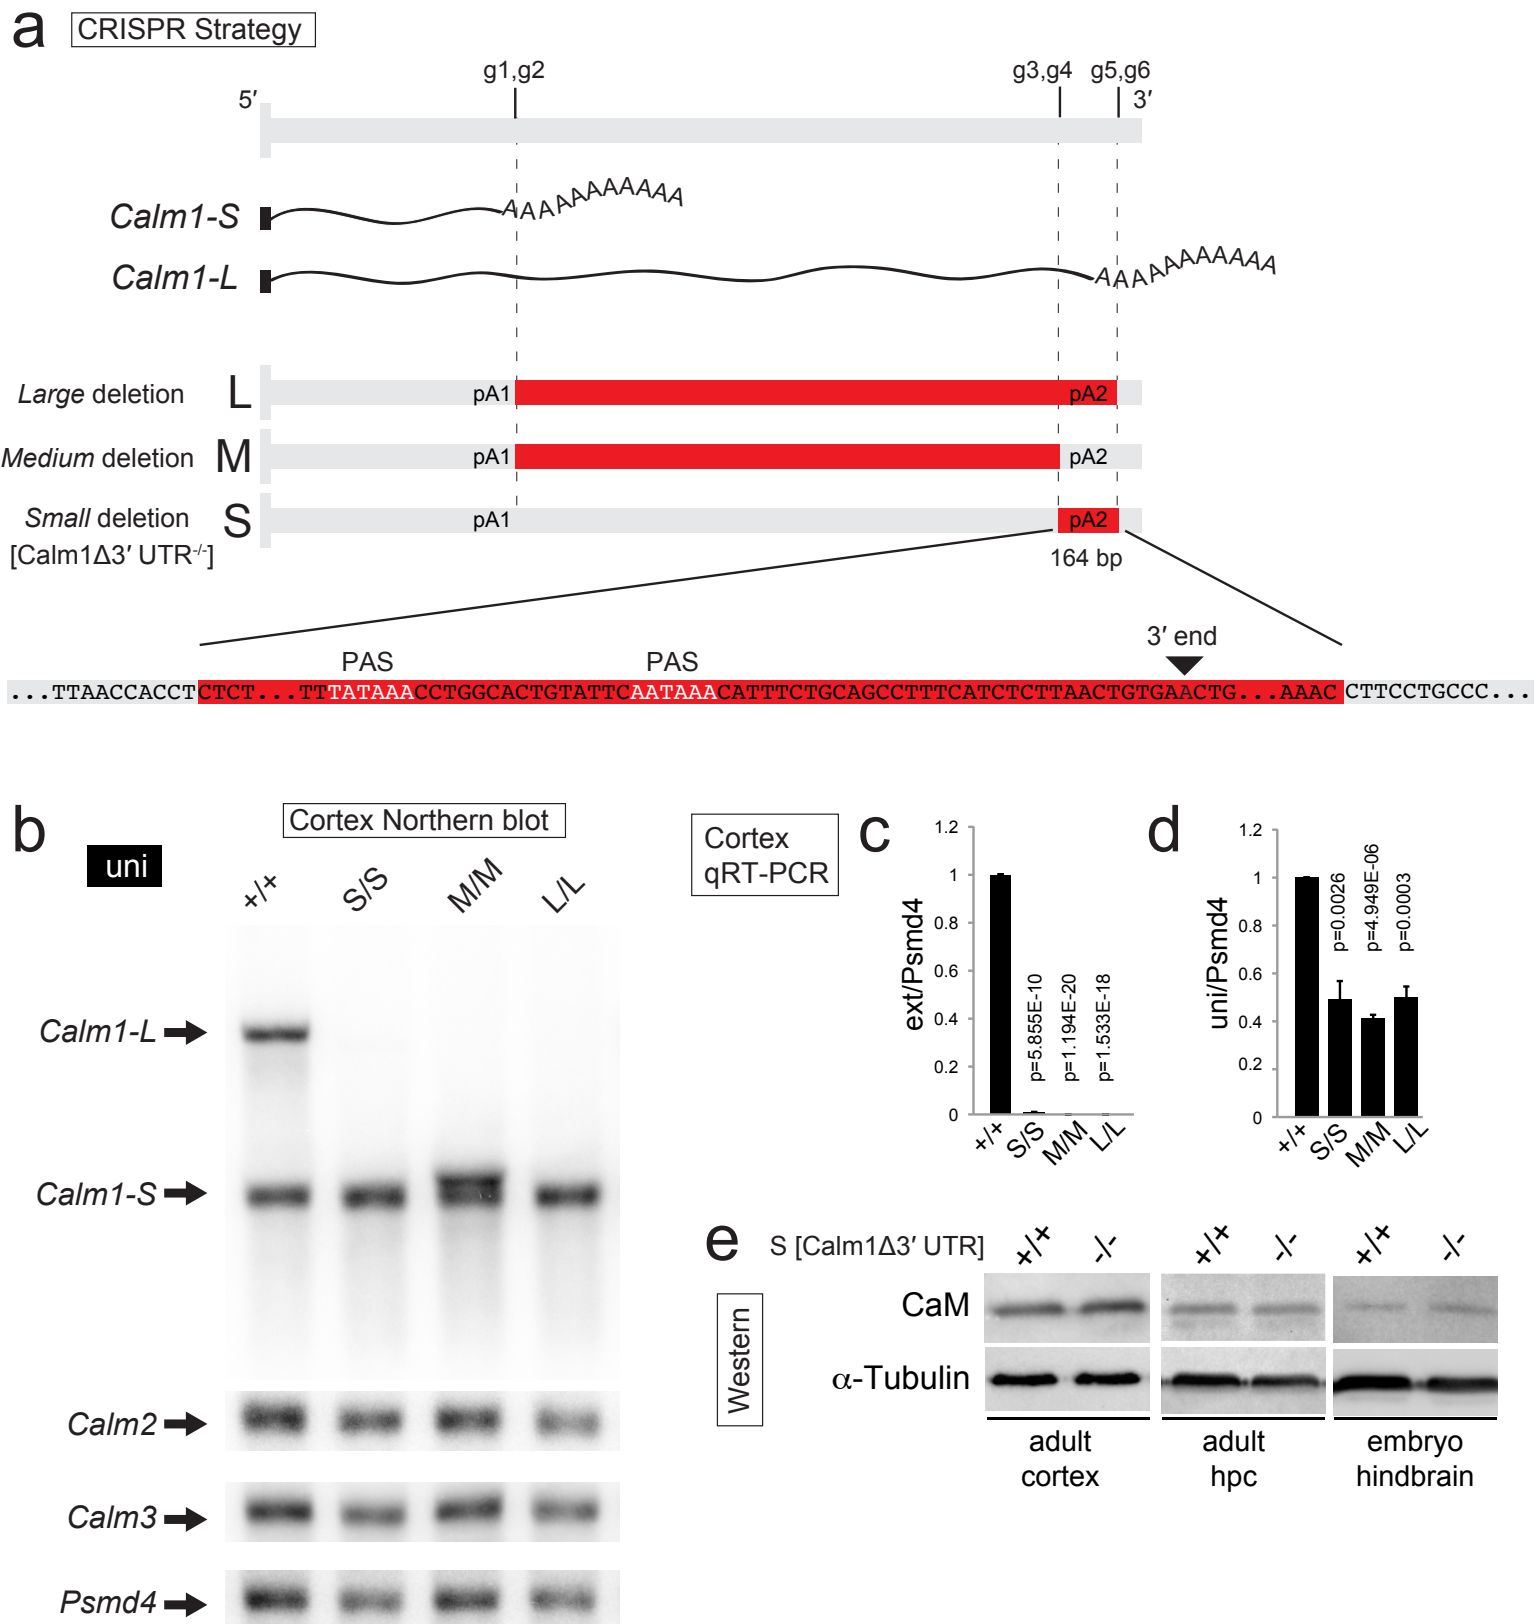 a
CRISPR Strategy
g1,g2
g3,g4
g5,g6
5′
3′
Calm1-S
AAAAAAAAAAA
Calm1-L
AAAAAAAAAAA
Large deletion
L
pA1
pA2
Medium deletion
M
pA1
pA2
Small deletion
[Calm1Δ3′ UTR-/-]
S
pA1
pA2
164 bp
PAS
PAS
3′ end
...TTAACCACCTCTCT...TTTATAAACCTGGCACTGTATTCAATAAACATTTCTGCAGCCTTTCATCTCTTAACTGTGAACTG...AAACCTTCCTGCCC...
b
Cortex Northern blot
uni
+/+
S/S
M/M
L/L
Calm1-L
Calm1-S
Calm2
Calm3
Psmd4
Cortex
qRT-PCR
c
ext/Psmd4
1.2
1
0.8
0.6
0.4
0.2
0
p=5.855E-10
p=1.194E-20
p=1.533E-18
+/+
S/S
M/M
L/L
d
uni/Psmd4
1.2
1
0.8
0.6
0.4
0.2
0
p=0.0026
p=4.949E-06
p=0.0003
+/+
S/S
M/M
L/L
e
S [Calm1Δ3′ UTR]
+/+
-/-
+/+
-/-
+/+
-/-
Western
CaM
α-Tubulin
adult
cortex
adult
hpc
embryo
hindbrain